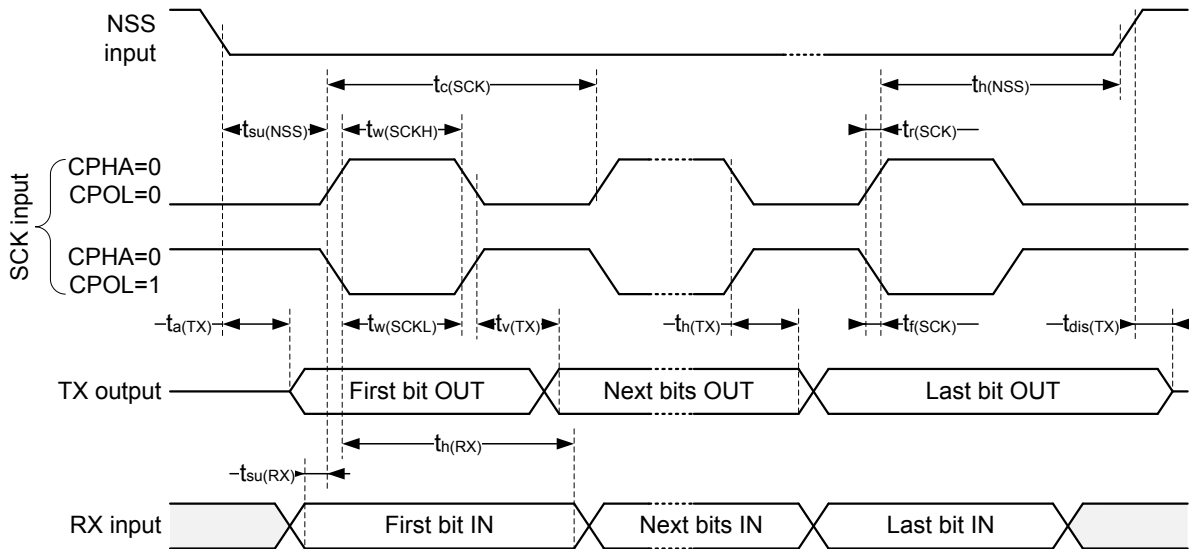 NSS
input
tc(SCK)
th(NSS)
tsu(NSS)
tw(SCKH)
tr(SCK)
SCK input
CPHA=0
CPOL=0
CPHA=0
CPOL=1
ta(TX)
tw(SCKL)
tv(TX)
th(TX)
tf(SCK)
tdis(TX)
TX output
First bit OUT
Next bits OUT
Last bit OUT
th(RX)
tsu(RX)
RX input
First bit IN
Next bits IN
Last bit IN